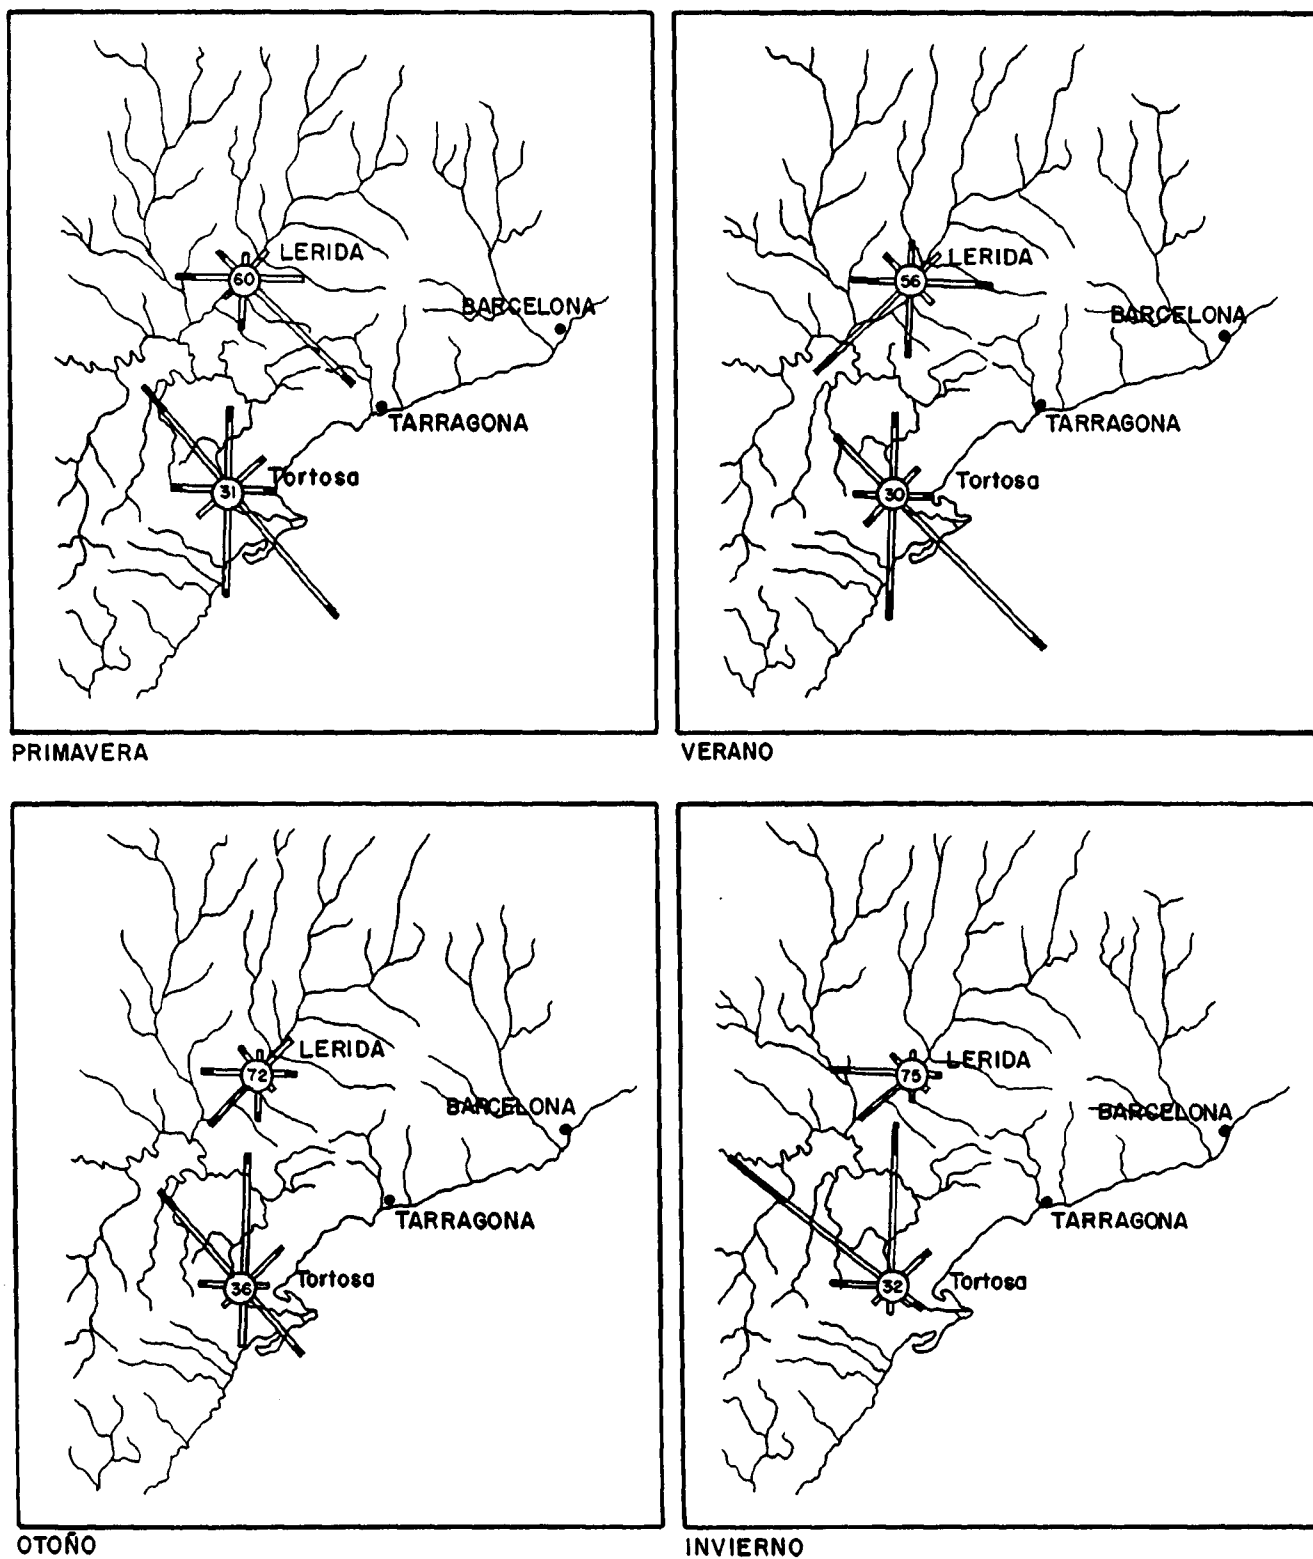 LERIDA
60
BARCELONA
TARRAGONA
Tortosa
31
PRIMAVERA
LERIDA
56
BARCELONA
TARRAGONA
Tortosa
30
VERANO
LERIDA
72
BARCELONA
TARRAGONA
Tortosa
36
OTOÑO
LERIDA
75
BARCELONA
TARRAGONA
Tortosa
32
INVIERNO